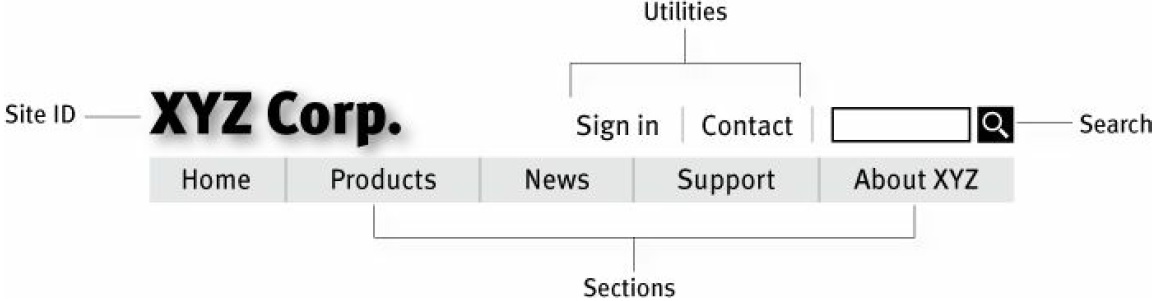 Utilities
Site ID
XYZ Corp.
Sign in
Contact
Search
Home Products News Support About XYZ
Sections